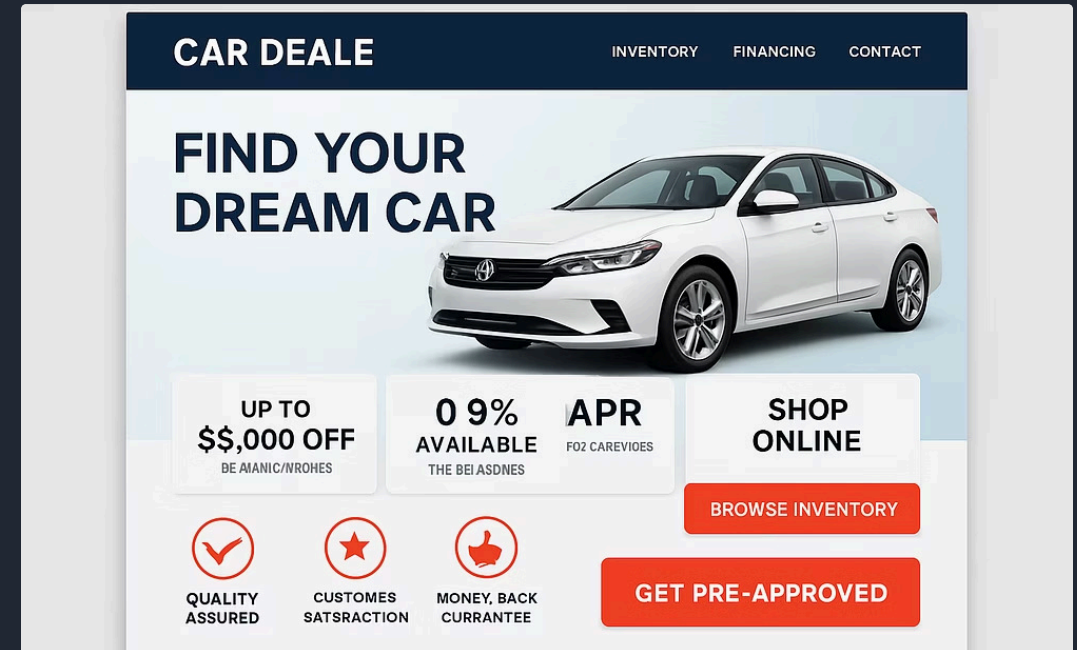 CAR DEALE
INVENTORY
FINANCING
CONTACT
FIND YOUR
DREAM CAR
UP TO
$$,000 OFF
BE AMANIC/NROHES
0 9%
AVAILABLE
THE BEI ASDNES
APR
FO2 CAREVIOES
SHOP
ONLINE
BROWSE INVENTORY
QUALITY
ASSURED
CUSTOMES
SATSRACTION
MONEY, BACK
CURRANTEE
GET PRE-APPROVED